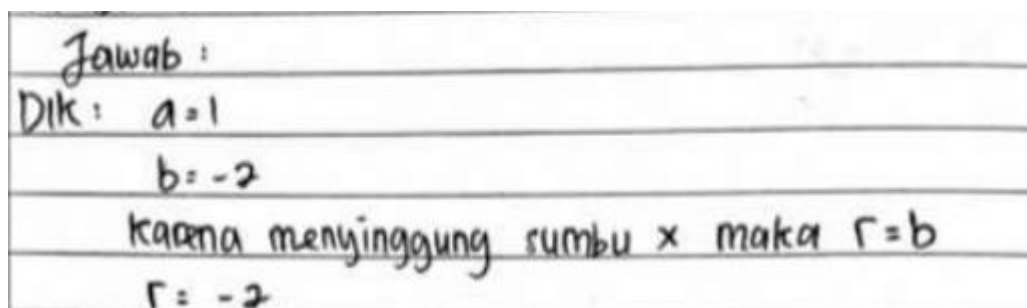 Jawab :
Dik : a = 1
b = -2
karena menyinggung sumbu x maka r = b
r = -2